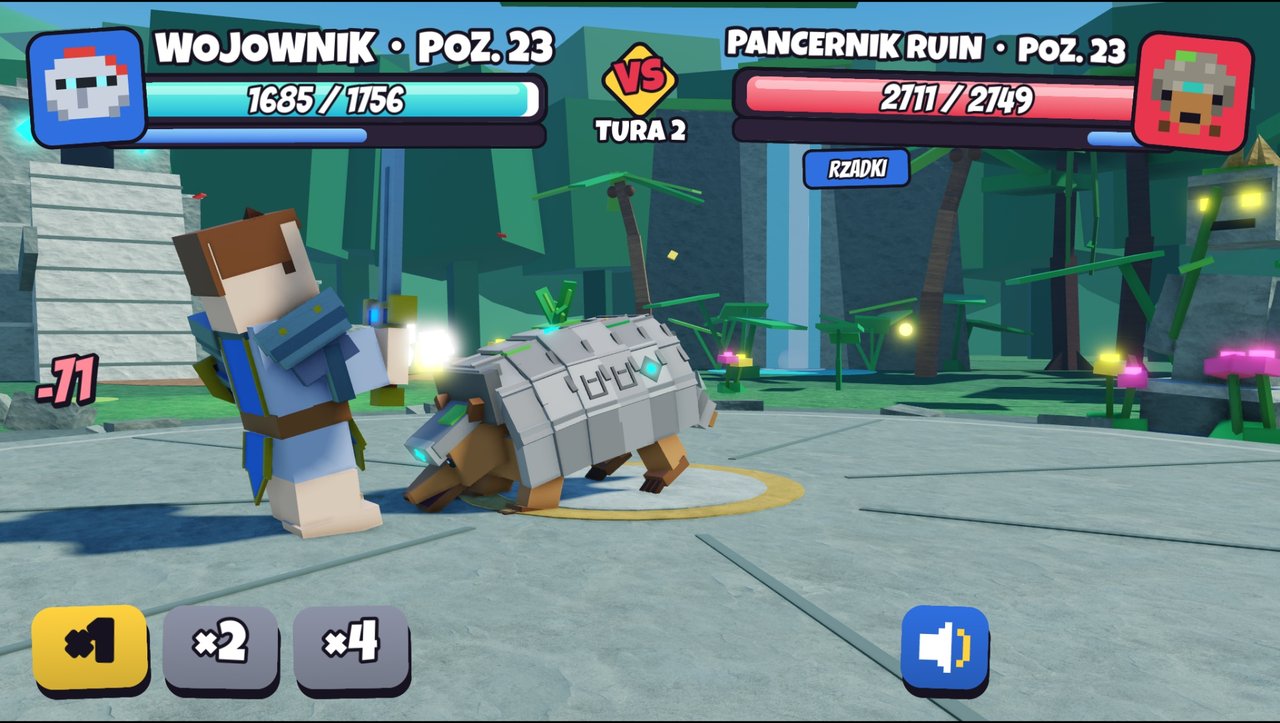 WOJOWNIK • POZ. 23
1685 / 1756
VS
TURA 2
PANCERNIK RUIN • POZ. 23
2711 / 2749
RZADKI
-71
×1
×2
×4